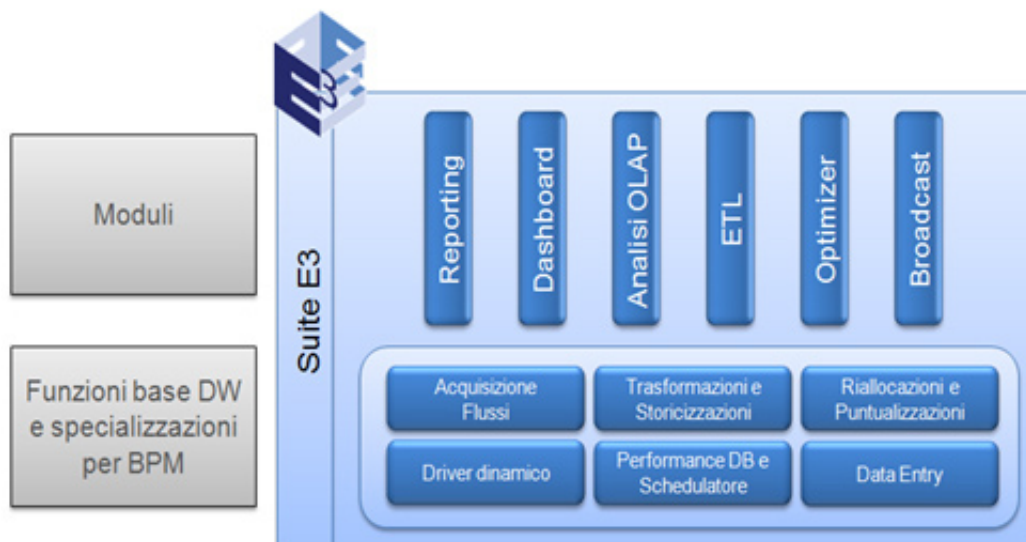 Moduli
Funzioni base DW
e specializzazioni
per BPM
Suite E3
Reporting
Dashboard
Analisi OLAP
ETL
Optimizer
Broadcast
Acquisizione
Flussi
Trasformazioni e
Storicizzazioni
Riallocazioni e
Puntualizzazioni
Driver dinamico
Performance DB e
Schedulatore
Data Entry